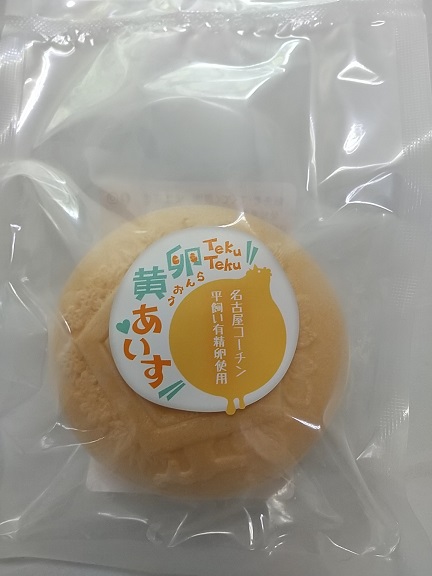 Teku
Teku
卵黄
らんおう
あいす
名古屋コーチン
平飼い有精卵使用